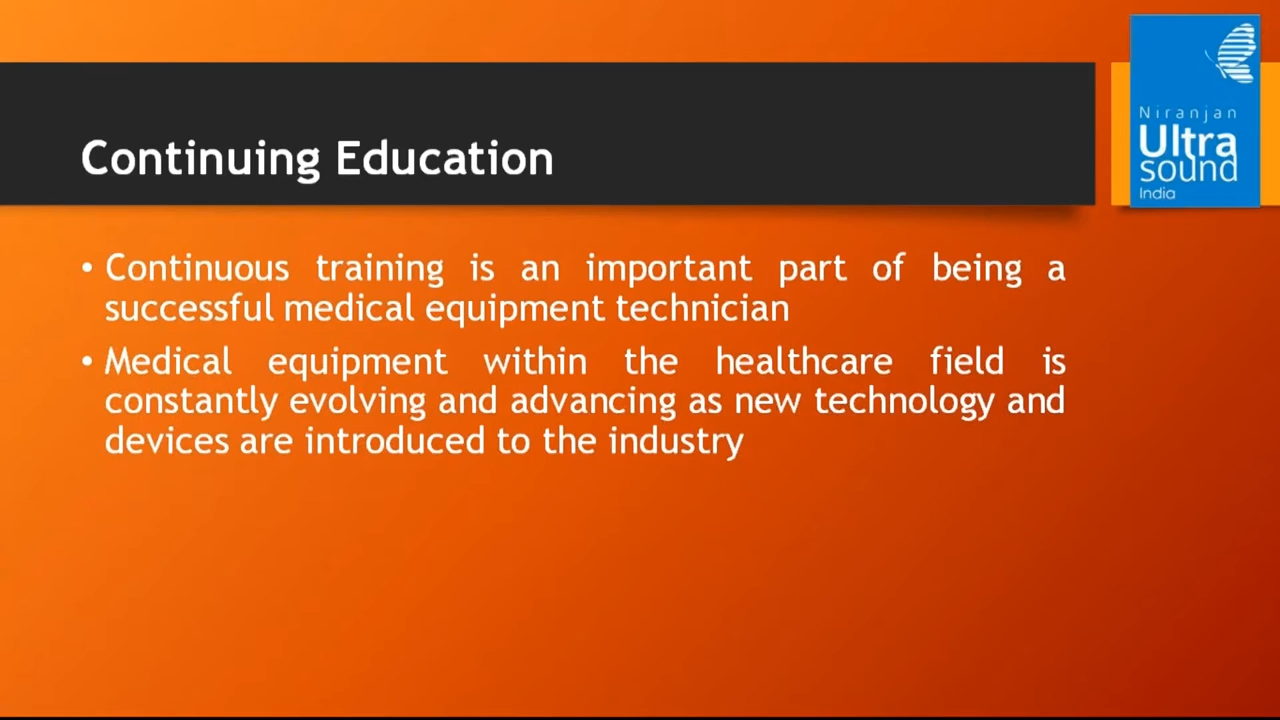 Continuing Education
Niranjan
Ultra
sound
India
• Continuous training is an important part of being a
successful medical equipment technician
• Medical equipment within the healthcare field is
constantly evolving and advancing as new technology and
devices are introduced to the industry